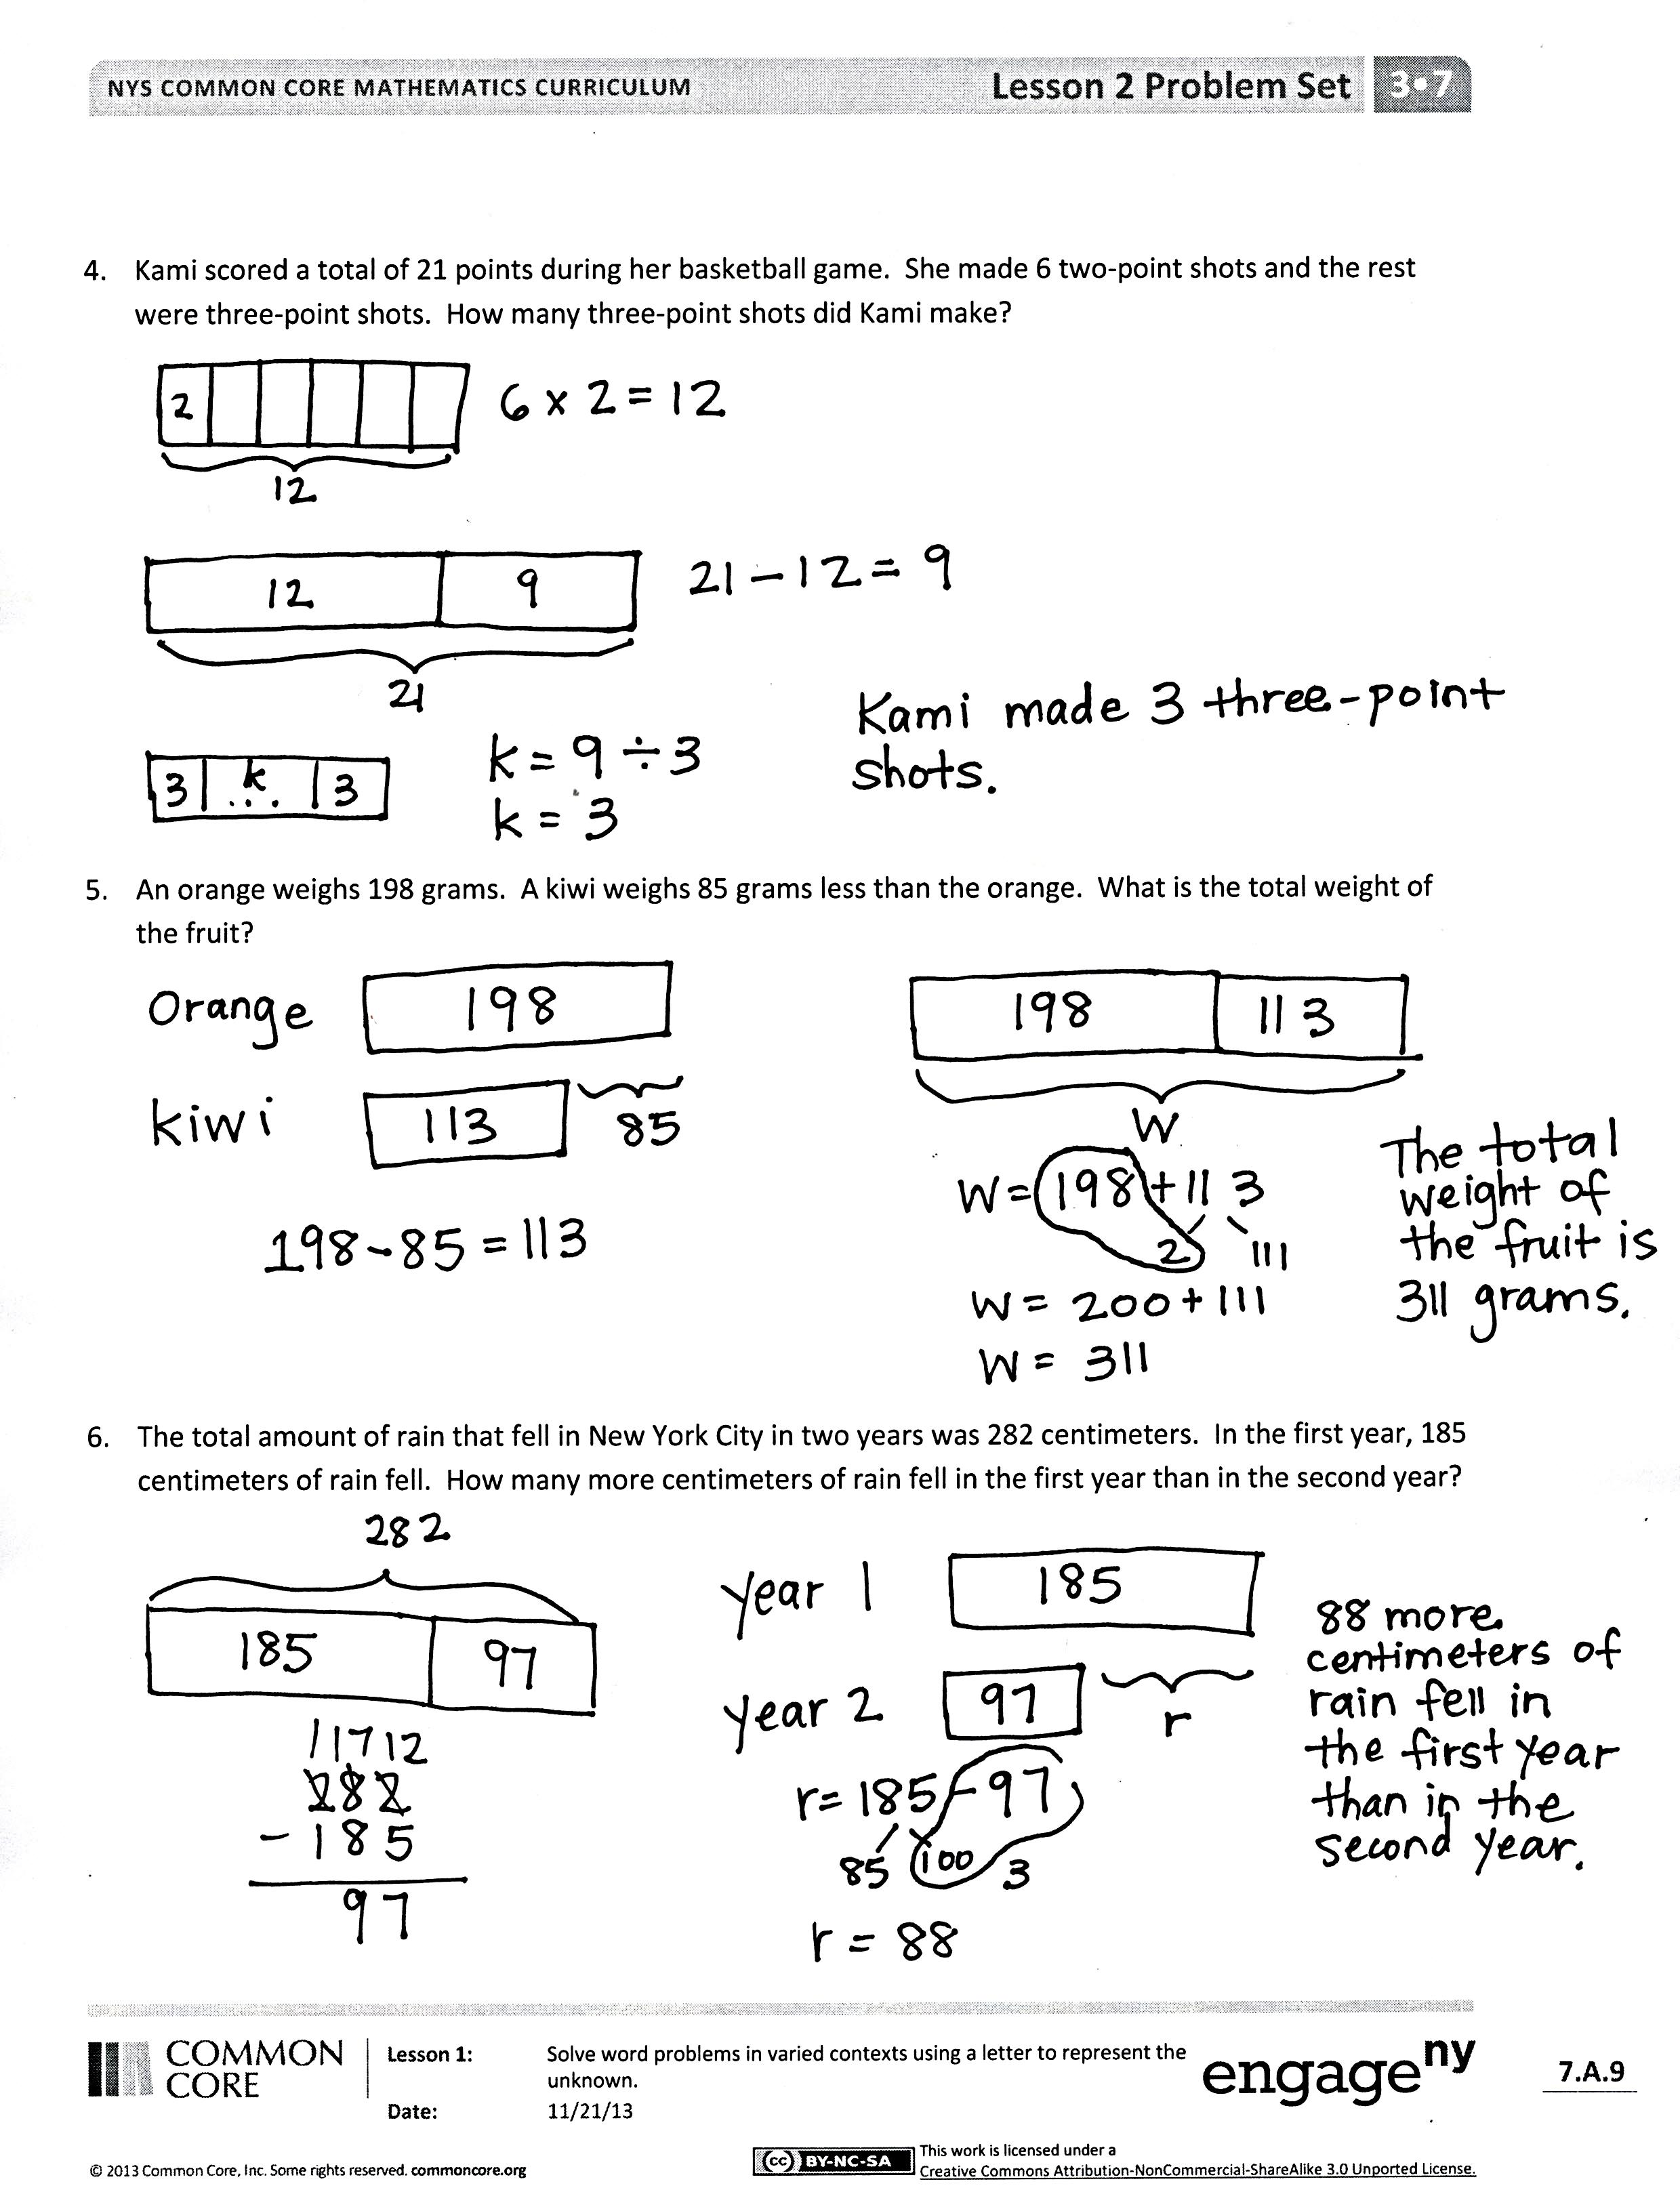 NYS COMMON CORE MATHEMATICS CURRICULUM
Lesson 2 Problem Set
3•7
4. Kami scored a total of 21 points during her basketball game. She made 6 two-point shots and the rest
were three-point shots. How many three-point shots did Kami make?
2
6 x 2 = 12
12
12 9
21 - 12 = 9
21
Kami made 3 three-point
shots.
3 k ... 3
k = 9 ÷ 3
k = 3
5. An orange weighs 198 grams. A kiwi weighs 85 grams less than the orange. What is the total weight of
the fruit?
Orange 198
kiwi 113 85
198 - 85 = 113
198 113
W
W = 198 + 113
2 111
W = 200 + 111
W = 311
The total
weight of
the fruit is
311 grams.
6. The total amount of rain that fell in New York City in two years was 282 centimeters. In the first year, 185
centimeters of rain fell. How many more centimeters of rain fell in the first year than in the second year?
282
185 97
11712
282
- 185
97
year 1 185
year 2 97 r
r = 185 - 97
85 100 3
r = 88
88 more
centimeters of
rain fell in
the first year
than in the
second year.
COMMON
CORE
Lesson 1: Solve word problems in varied contexts using a letter to represent the
unknown.
Date: 11/21/13
engageny
7.A.9
© 2013 Common Core, Inc. Some rights reserved. commoncore.org
cc BY-NC-SA
This work is licensed under a
Creative Commons Attribution-NonCommercial-ShareAlike 3.0 Unported License.